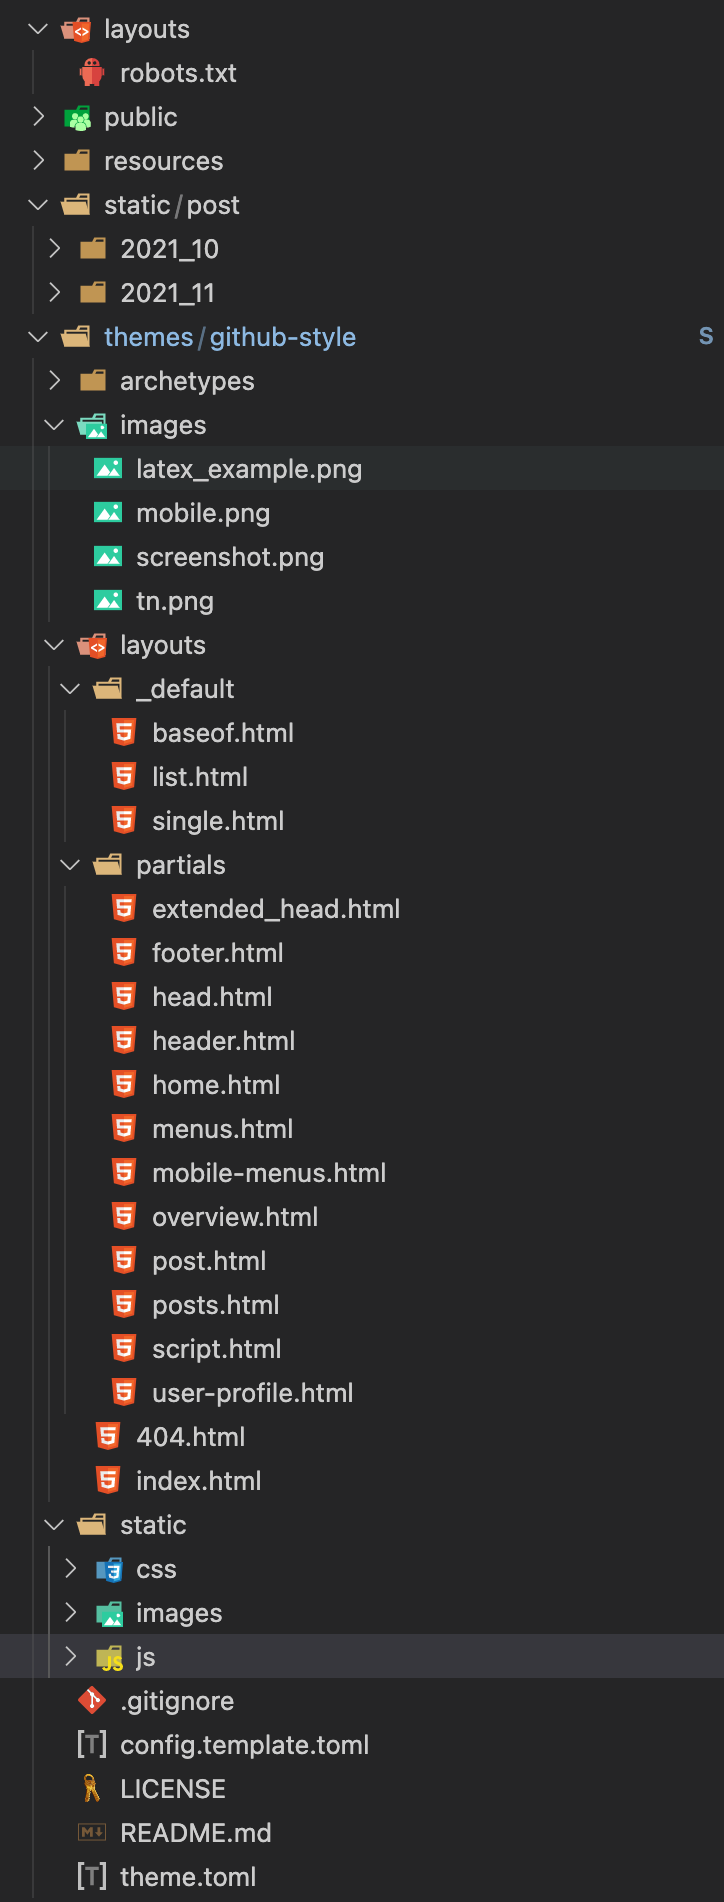 layouts
robots.txt
public
resources
static/post
2021_10
2021_11
themes/github-style S
archetypes
images
latex_example.png
mobile.png
screenshot.png
tn.png
layouts
_default
baseof.html
list.html
single.html
partials
extended_head.html
footer.html
head.html
header.html
home.html
menus.html
mobile-menus.html
overview.html
post.html
posts.html
script.html
user-profile.html
404.html
index.html
static
css
images
js
.gitignore
config.template.toml
LICENSE
README.md
theme.toml